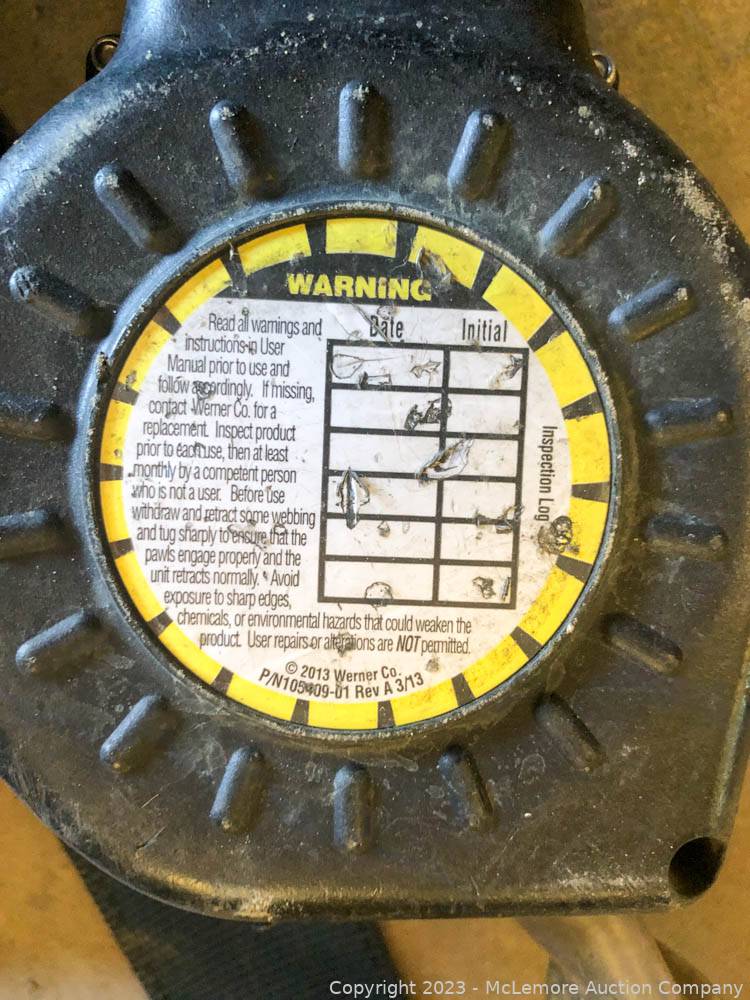 WARNING
Read all warnings and
instructions in User
Manual prior to use and
follow accordingly. If missing,
contact Werner Co. for a
replacement. Inspect product
prior to each use, then at least
monthly by a competent person
who is not a user. Before use
withdraw and retract some webbing
and tug sharply to ensure that the
pawls engage properly and the
unit retracts normally. Avoid
exposure to sharp edges,
chemicals, or environmental hazards that could weaken the
product. User repairs or alterations are NOT permitted.
Date Initial
Inspection Log
© 2013 Werner Co.
Rev A 3/13
Copyright 2023 - McLemore Auction Company